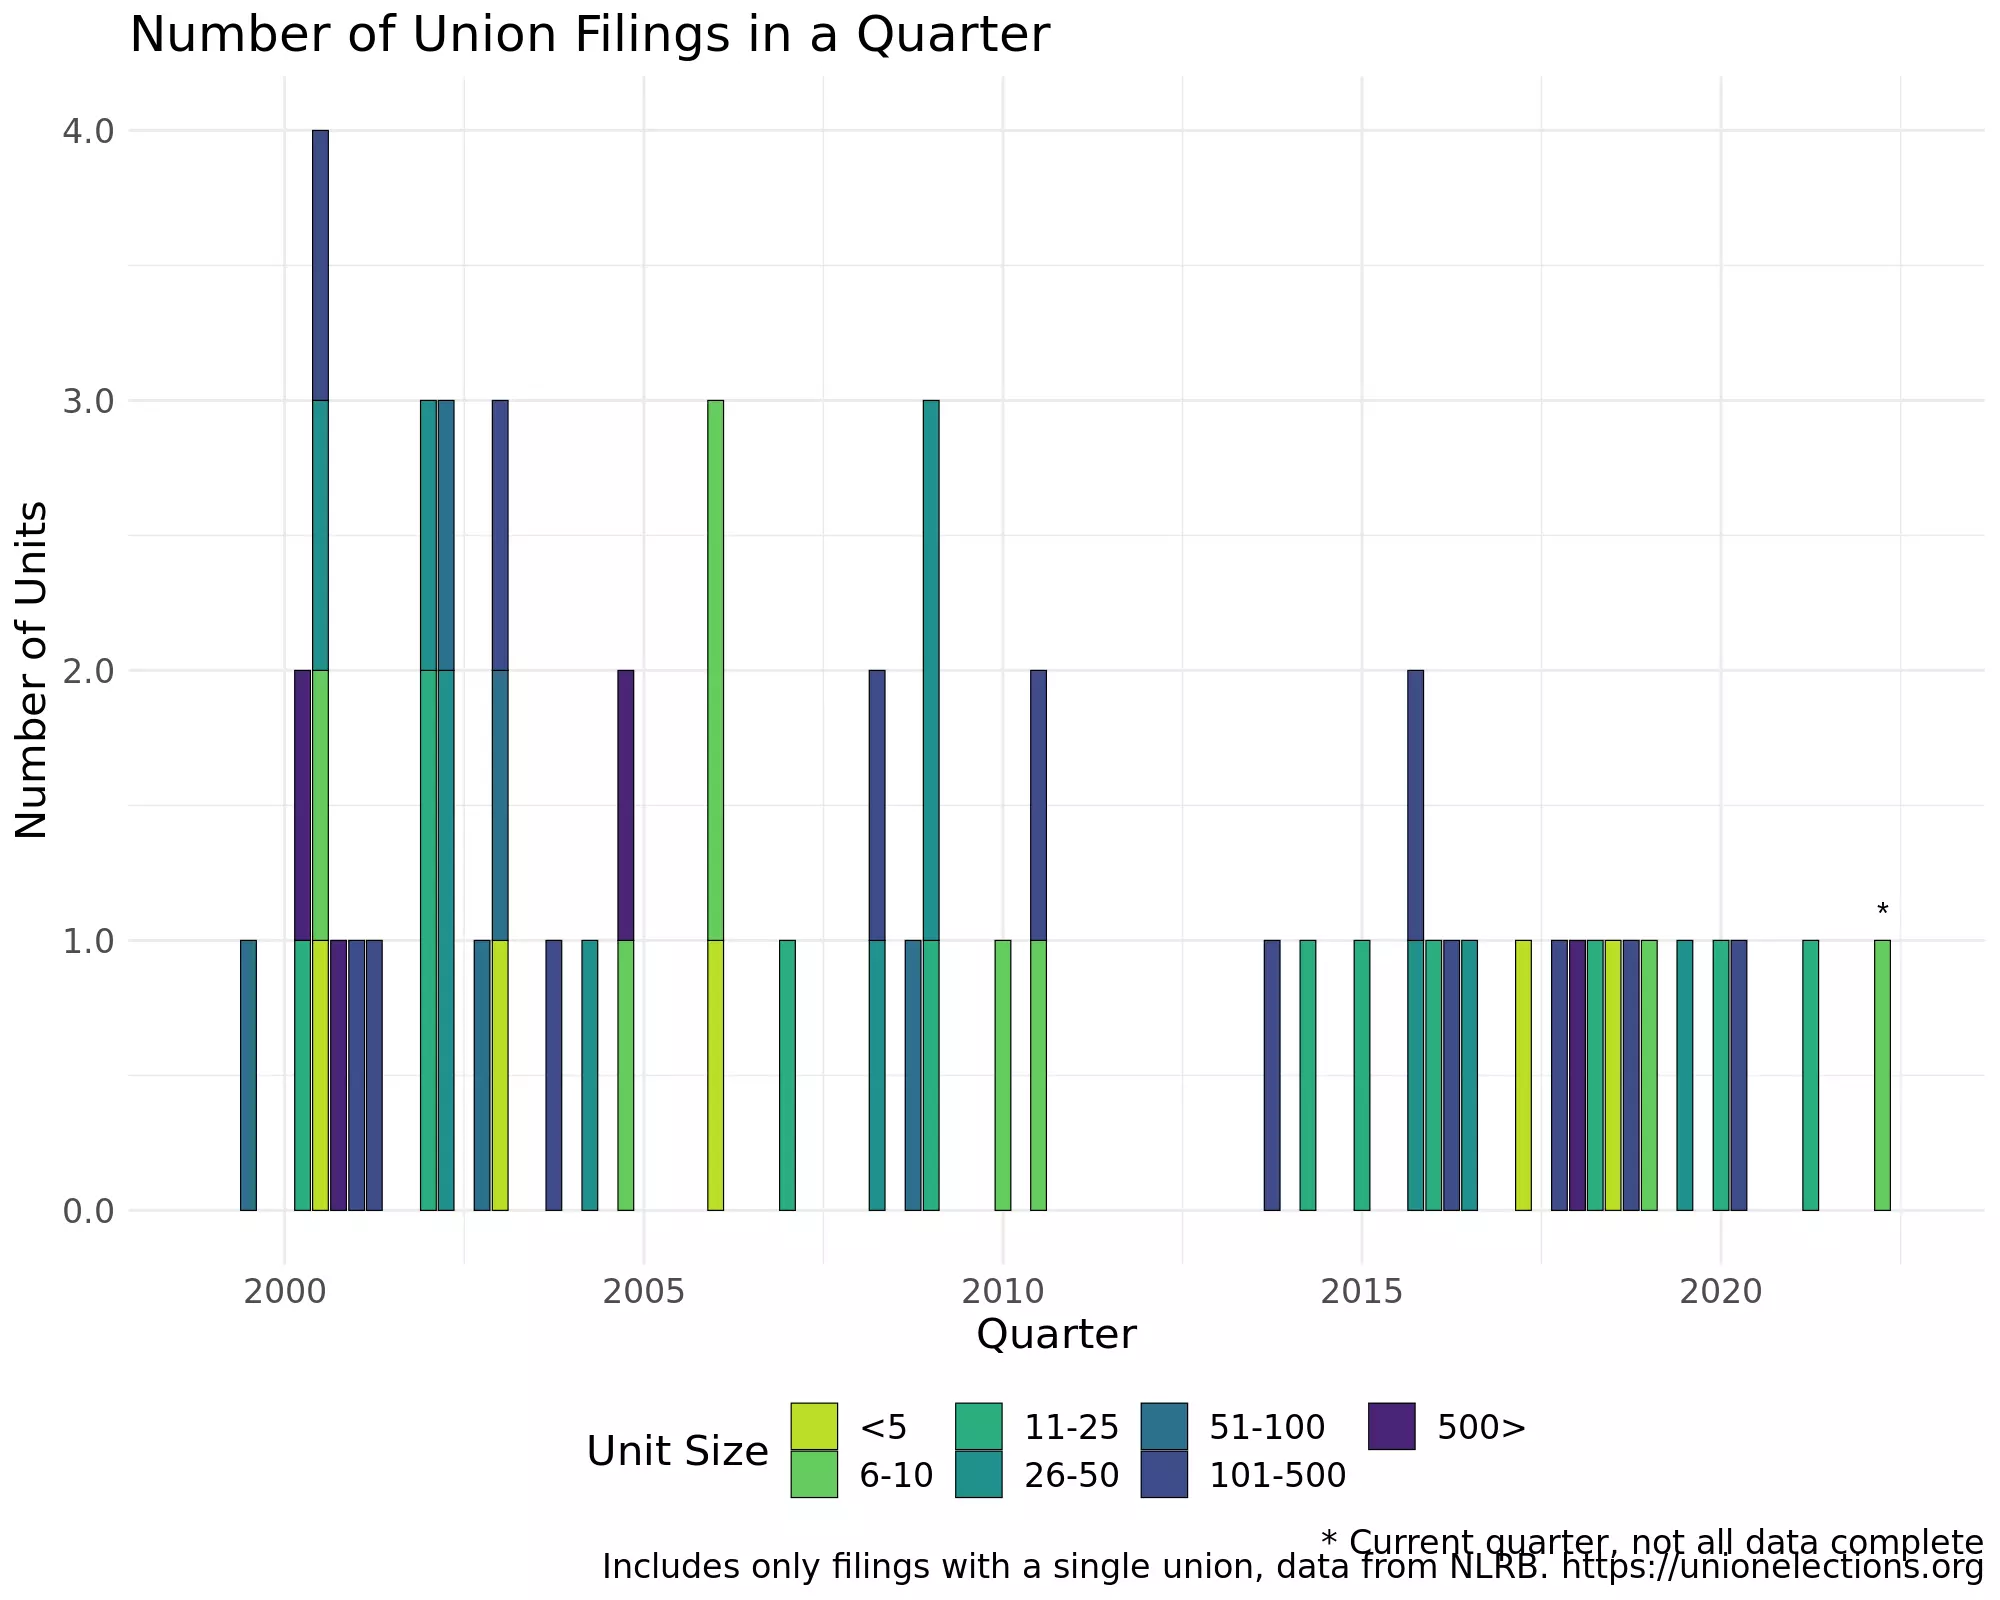 Number of Union Filings in a Quarter
4.0
3.0
2.0
1.0
0.0
Number of Units
*
2000 2005 2010 2015 2020
Quarter
Unit Size
<5 11-25 51-100 500>
6-10 26-50 101-500
* Current quarter, not all data complete
Includes only filings with a single union, data from NLRB. https://unionelections.org